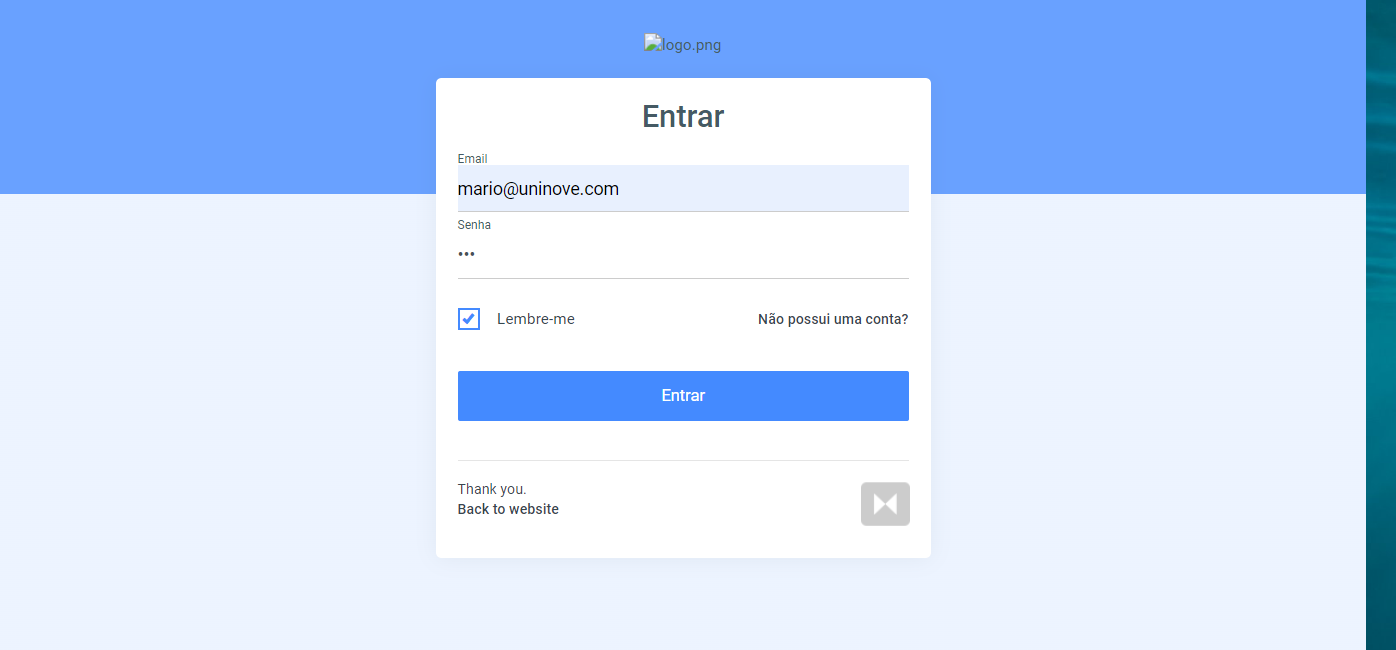 logo.png
Entrar
Email
mario@uninove.com
Senha
•••
Lembre-me
Não possui uma conta?
Entrar
Thank you.
Back to website